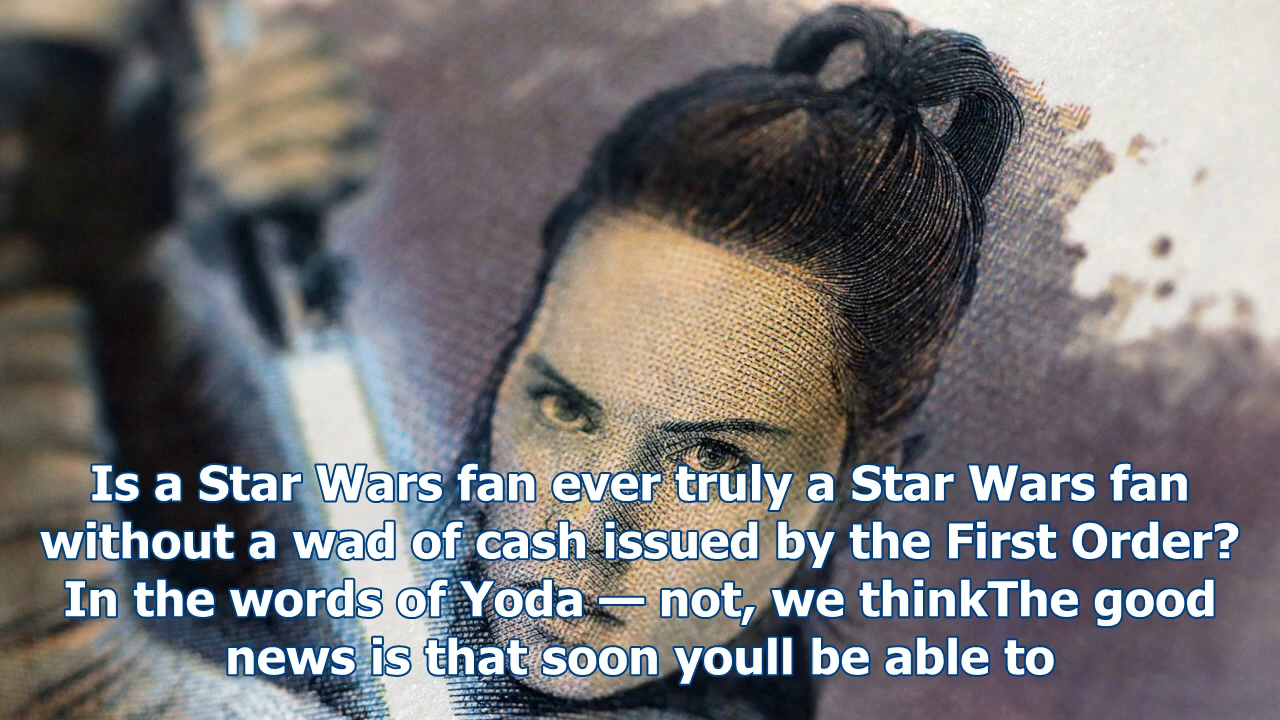 Is a Star Wars fan ever truly a Star Wars fan
without a wad of cash issued by the First Order?
In the words of Yoda — not, we thinkThe good
news is that soon youll be able to